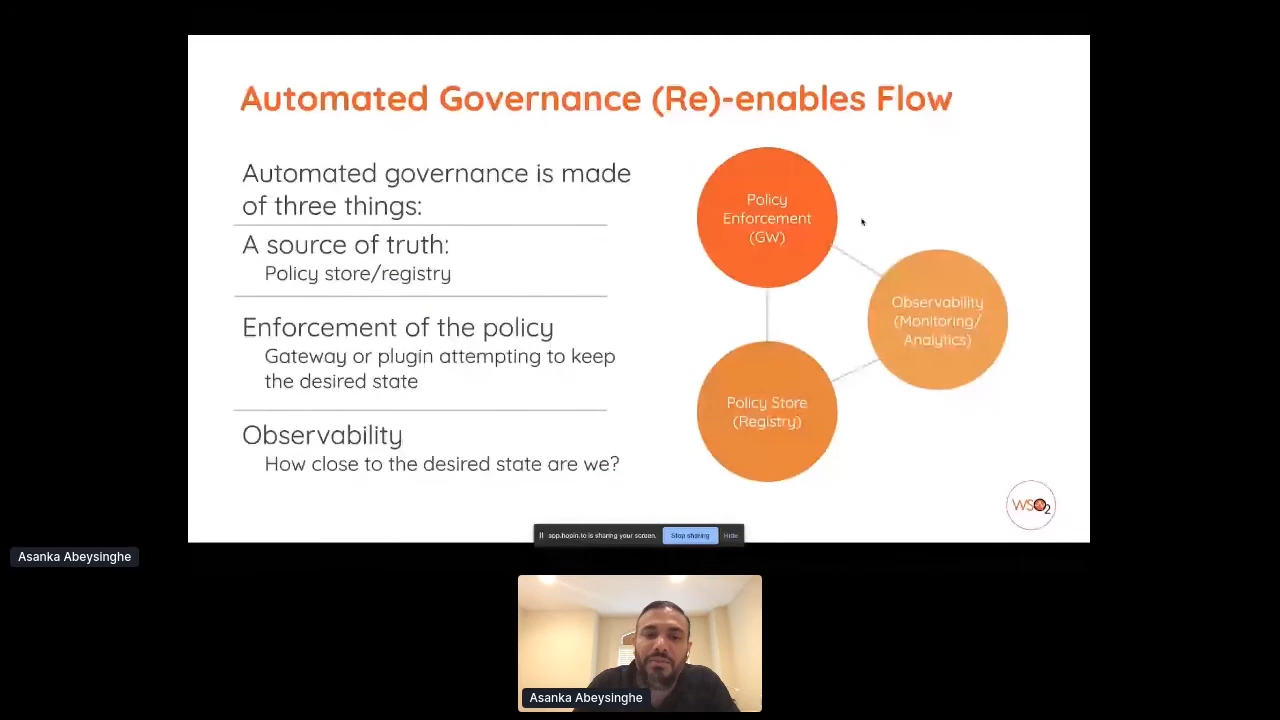 Automated Governance (Re)-enables Flow
Automated governance is made
of three things:
A source of truth:
Policy store/registry
Enforcement of the policy
Gateway or plugin attempting to keep
the desired state
Observability
How close to the desired state are we?
Policy
Enforcement
(GW)
Observability
(Monitoring/
Analytics)
Policy Store
(Registry)
WSO2
app.hopin.to is sharing your screen.
Stop sharing
Hide
Asanka Abeysinghe
Asanka Abeysinghe